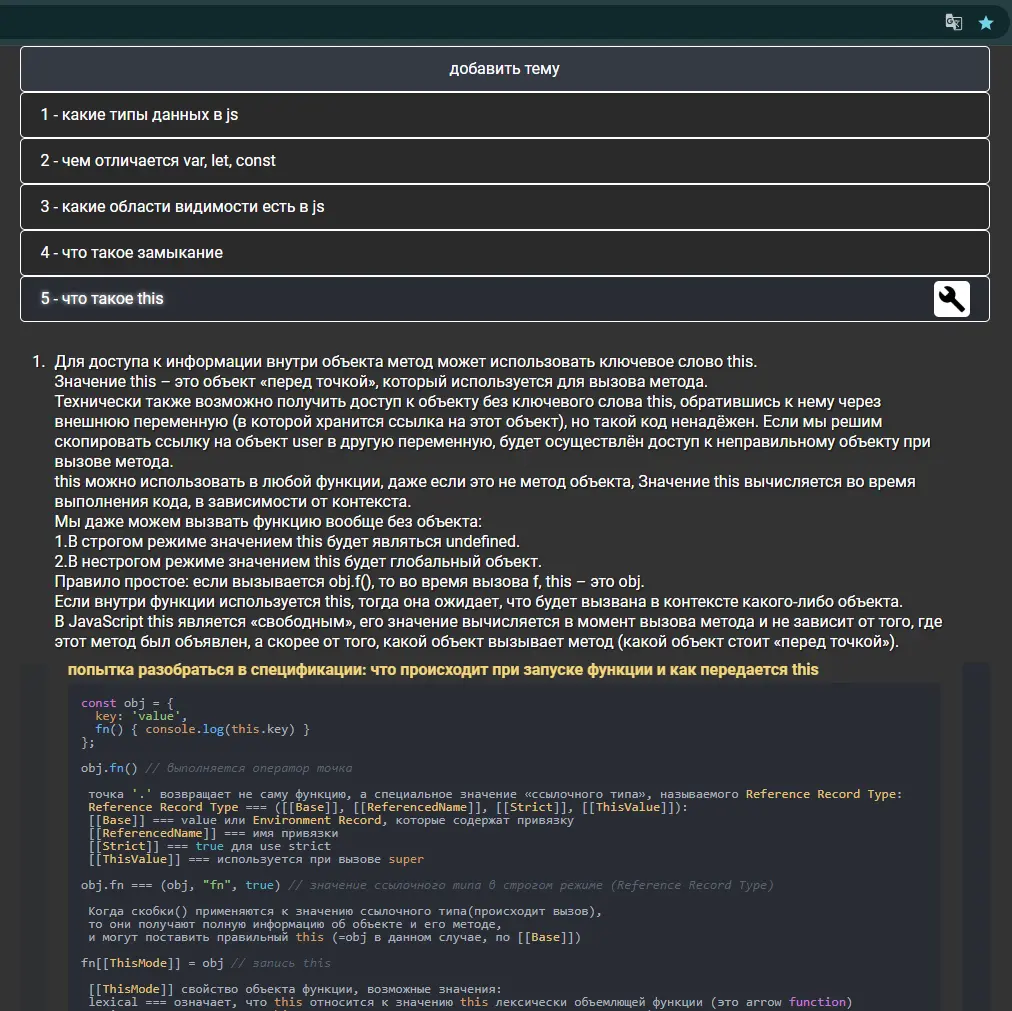 добавить тему
1 - какие типы данных в js
2 - чем отличается var, let, const
3 - какие области видимости есть в js
4 - что такое замыкание
5 - что такое this
1. Для доступа к информации внутри объекта метод может использовать ключевое слово this.
Значение this – это объект «перед точкой», который используется для вызова метода.
Технически также возможно получить доступ к объекту без ключевого слова this, обратившись к нему через
внешнюю переменную (в которой хранится ссылка на этот объект), но такой код ненадёжен. Если мы решим
скопировать ссылку на объект user в другую переменную, будет осуществлён доступ к неправильному объекту при
вызове метода.
this можно использовать в любой функции, даже если это не метод объекта, Значение this вычисляется во время
выполнения кода, в зависимости от контекста.
Мы даже можем вызвать функцию вообще без объекта:
1.В строгом режиме значением this будет являться undefined.
2.В нестрогом режиме значением this будет глобальный объект.
Правило простое: если вызывается obj.f(), то во время вызова f, this – это obj.
Если внутри функции используется this, тогда она ожидает, что будет вызвана в контексте какого-либо объекта.
В JavaScript this является «свободным», его значение вычисляется в момент вызова метода и не зависит от того, где
этот метод был объявлен, а скорее от того, какой объект вызывает метод (какой объект стоит «перед точкой»).
попытка разобраться в спецификации: что происходит при запуске функции и как передается this
const obj = {
key: 'value',
fn() { console.log(this.key) }
};
obj.fn() // выполняется оператор точка
точка '.' возвращает не саму функцию, а специальное значение «ссылочного типа», называемого Reference Record Type:
Reference Record Type === ([[Base]], [[ReferencedName]], [[Strict]], [[ThisValue]]):
[[Base]] === value или Environment Record, которые содержат привязку
[[ReferencedName]] === имя привязки
[[Strict]] === true для use strict
[[ThisValue]] === используется при вызове super
obj.fn === (obj, "fn", true) // значение ссылочного типа в строгом режиме (Reference Record Type)
Когда скобки() применяются к значению ссылочного типа(происходит вызов),
то они получают полную информацию об объекте и его методе,
и могут поставить правильный this (=obj в данном случае, по [[Base]])
fn[[ThisMode]] = obj // запись this
[[ThisMode]] свойство объекта функции, возможные значения:
lexical === означает, что this относится к значению this лексически объемлющей функции (это arrow function)